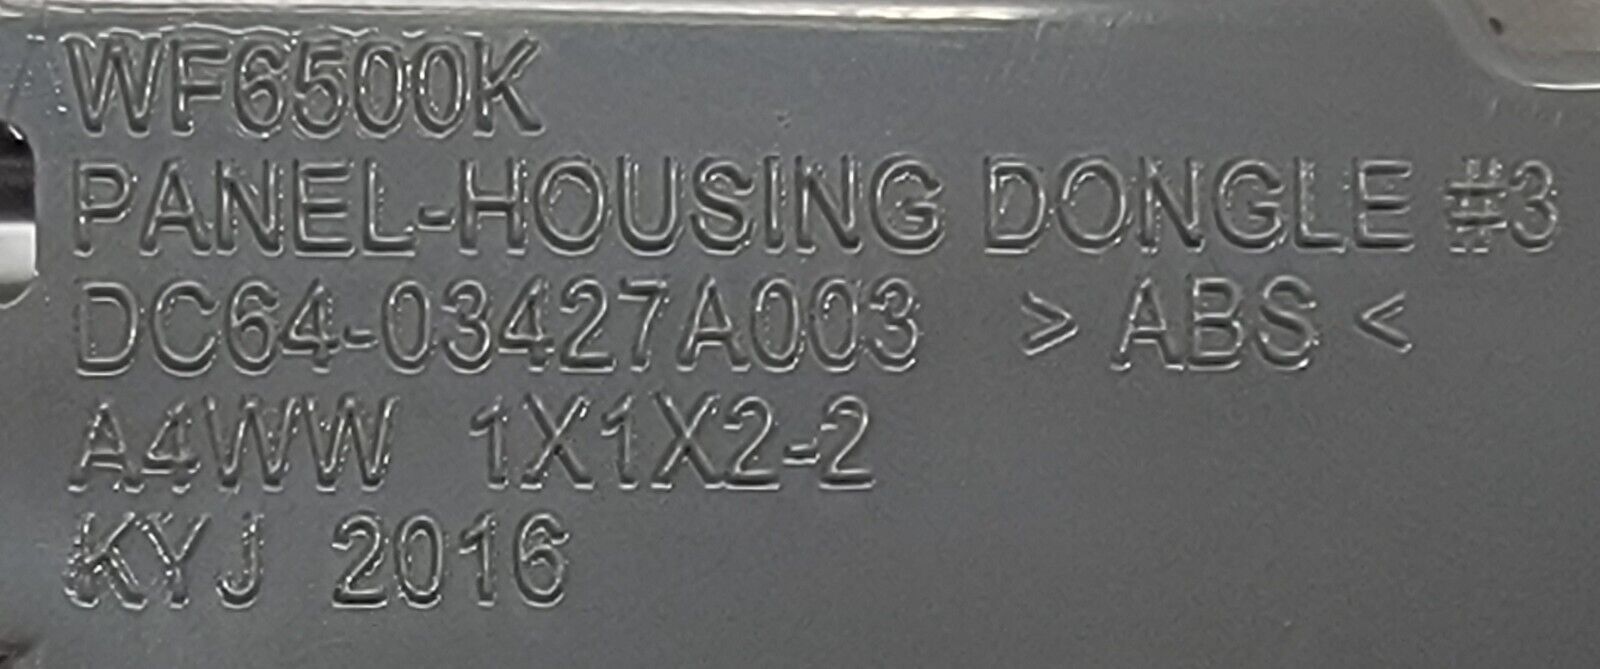 WF6500K
PANEL-HOUSING DONGLE #3
DC64-03427A003 > ABS <
A4WW 1X1X2-2
KYJ 2016